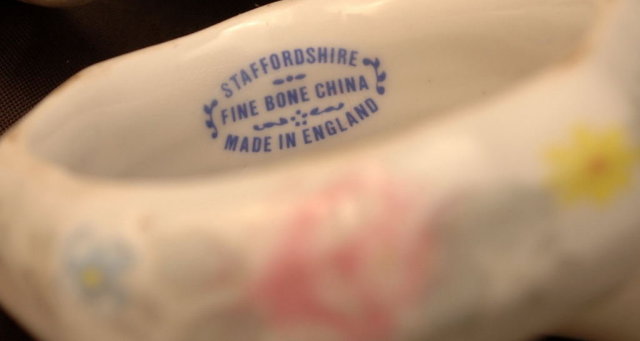 STAFFORDSHIRE
FINE BONE CHINA
MADE IN ENGLAND